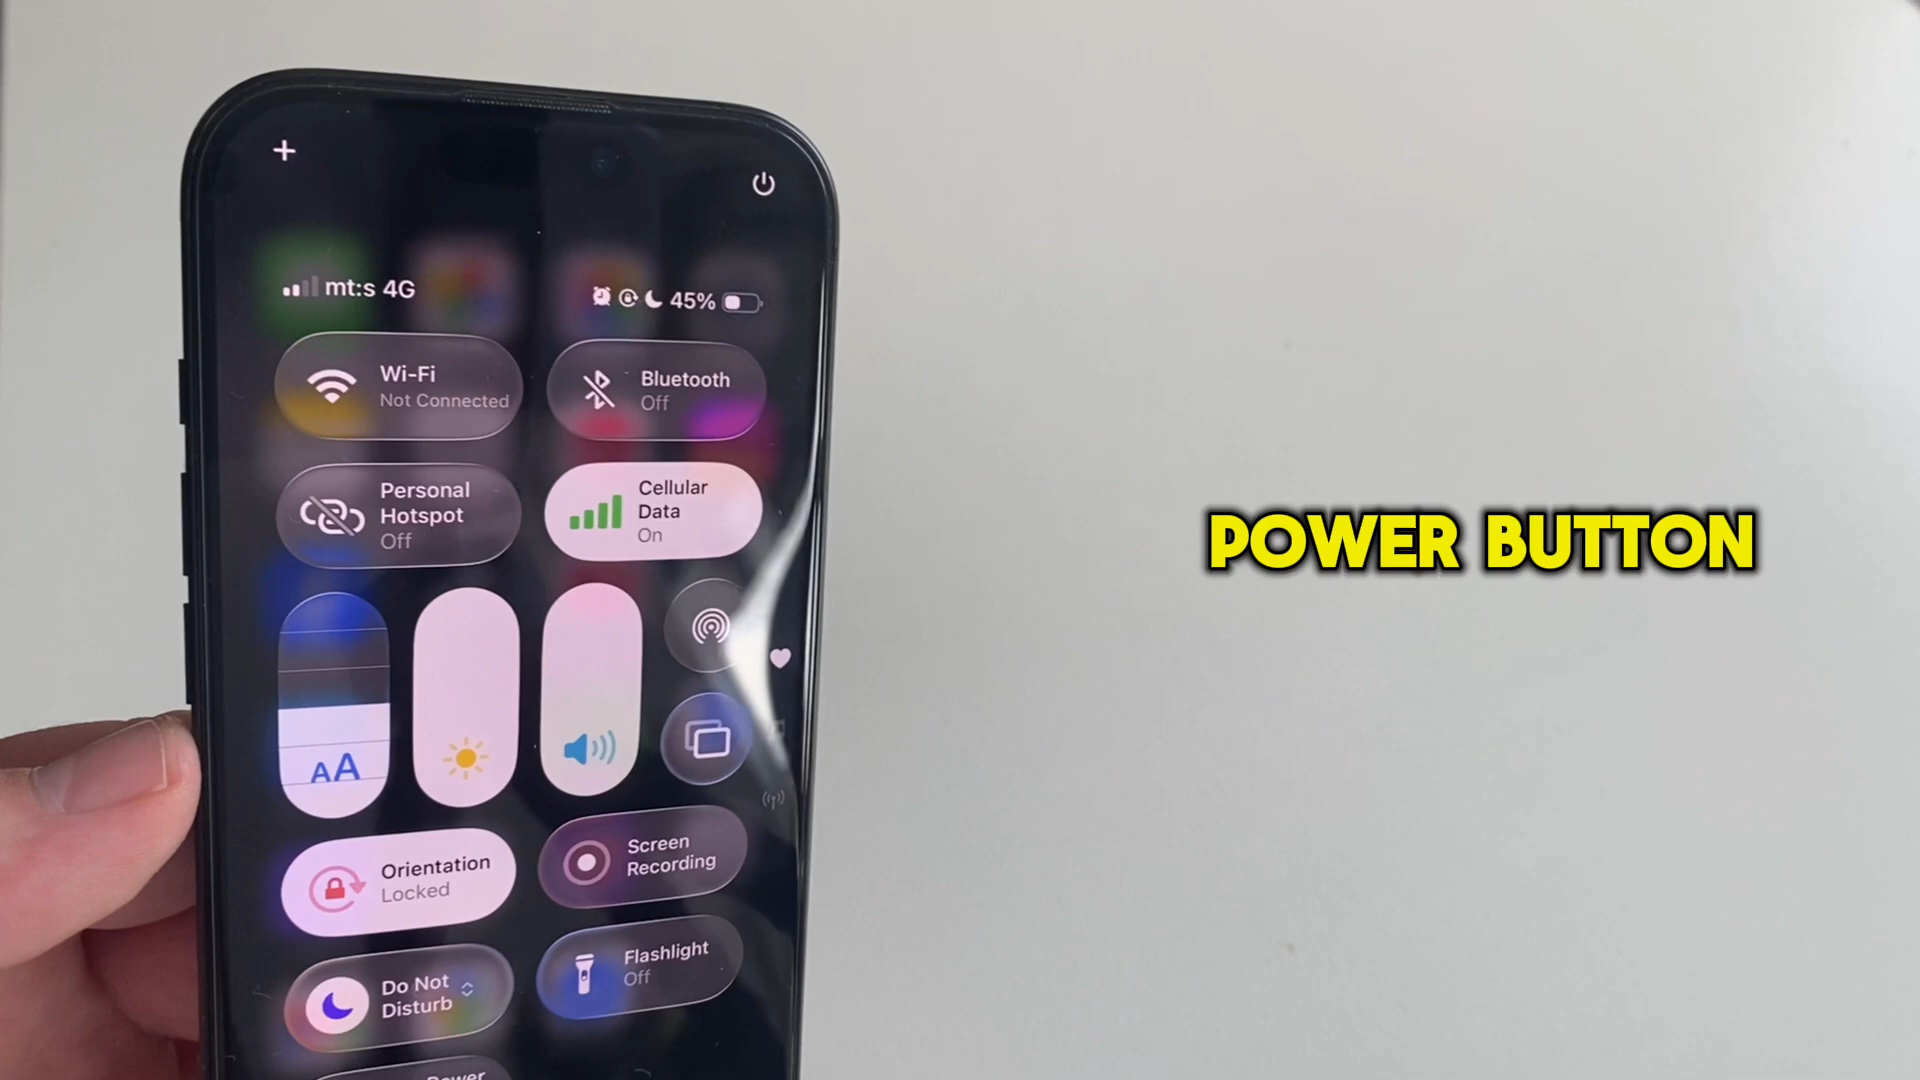 mt:s 4G
45%
Wi-Fi
Not Connected
Bluetooth
Off
Personal
Hotspot
Off
Cellular
Data
On
AA
Orientation
Locked
Screen
Recording
Do Not
Disturb
Flashlight
Off
Power
POWER BUTTON